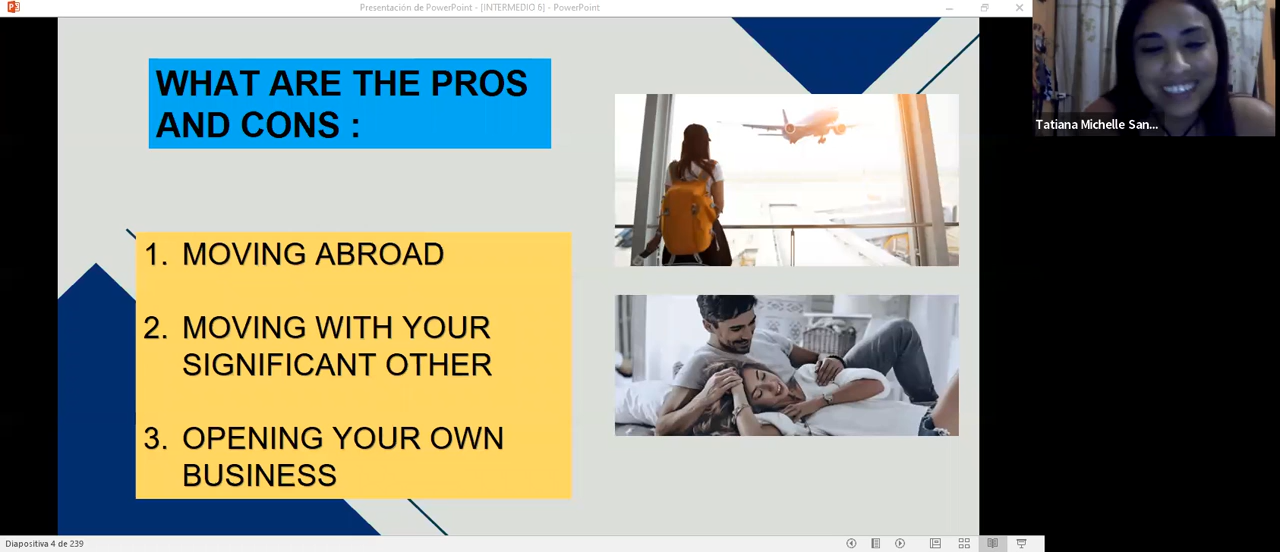 Presentación de PowerPoint - [INTERMEDIO 6] - PowerPoint
WHAT ARE THE PROS
AND CONS :
Tatiana Michelle San...
1. MOVING ABROAD
2. MOVING WITH YOUR
SIGNIFICANT OTHER
3. OPENING YOUR OWN
BUSINESS
Diapositiva 4 de 239